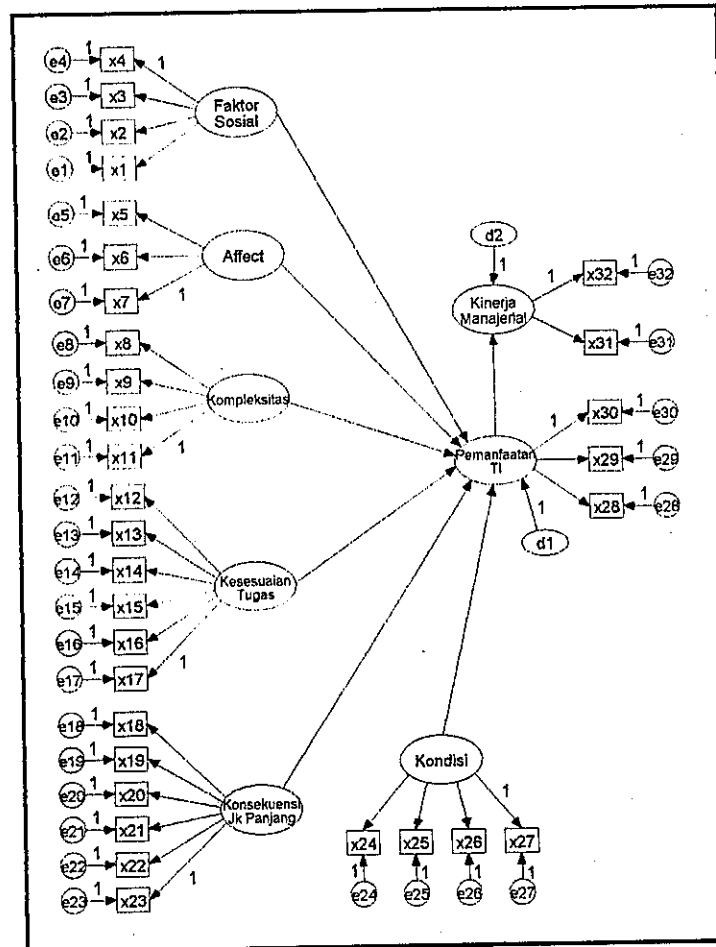 e4 1 x4 1
e3 1 x3
e2 1 x2
e1 1 x1
Faktor
Sosial
e5 1 x5
e6 1 x6
e7 1 x7 1
Affect
e8 1 x8
e9 1 x9
e10 1 x10
e11 1 x11 1
Kompleksitas
e12 1 x12
e13 1 x13
e14 1 x14
e15 1 x15
e16 1 x16
e17 1 x17 1
Kesesuaian
Tugas
e18 1 x18
e19 1 x19
e20 1 x20
e21 1 x21
e22 1 x22
e23 1 x23 1
Konsekuensi
Jk Panjang
d2
1
Kinerja
Manajerial
1 x32 1 e32
x31 1 e31
Pemanfaatan
TI
1 x30 1 e30
x29 1 e29
x28 1 e28
1
d1
Kondisi
1
x24 x25 x26 x27
1 1 1 1
e24 e25 e26 e27